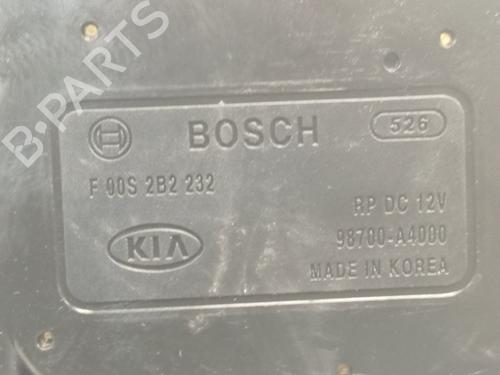 B-PARTS
BOSCH 526
F 00S 2B2 232
RP DC 12V
KIA 98700-A4000
MADE IN KOREA